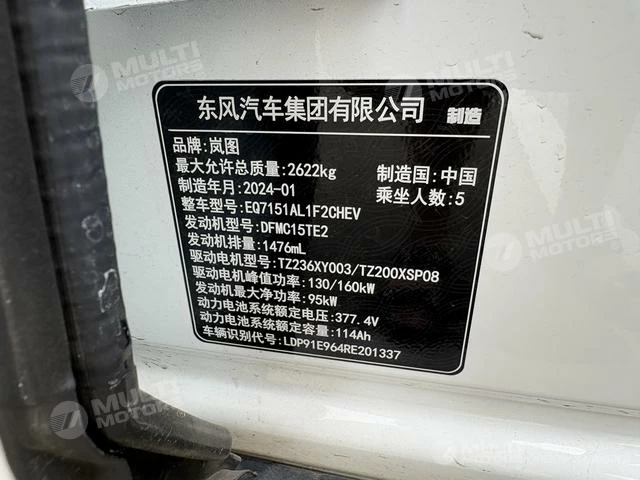 东风汽车集团有限公司 制造
品牌:岚图
最大允许总质量:2622kg 制造国:中国
制造年月:2024-01 乘坐人数:5
整车型号:EQ7151AL1F2CHEV
发动机型号:DFMC15TE2
发动机排量:1476mL
驱动电机型号:TZ236XY003/TZ200XSP08
驱动电机峰值功率:130/160kW
发动机最大净功率:95kW
动力电池系统额定电压:377.4V
动力电池系统额定容量:114Ah
车辆识别代号:LDP91E964RE201337
MULTI MOTORS
MULTI MOTORS
MULTI MOTORS
MULTI MOTORS
MULTI MOTORS